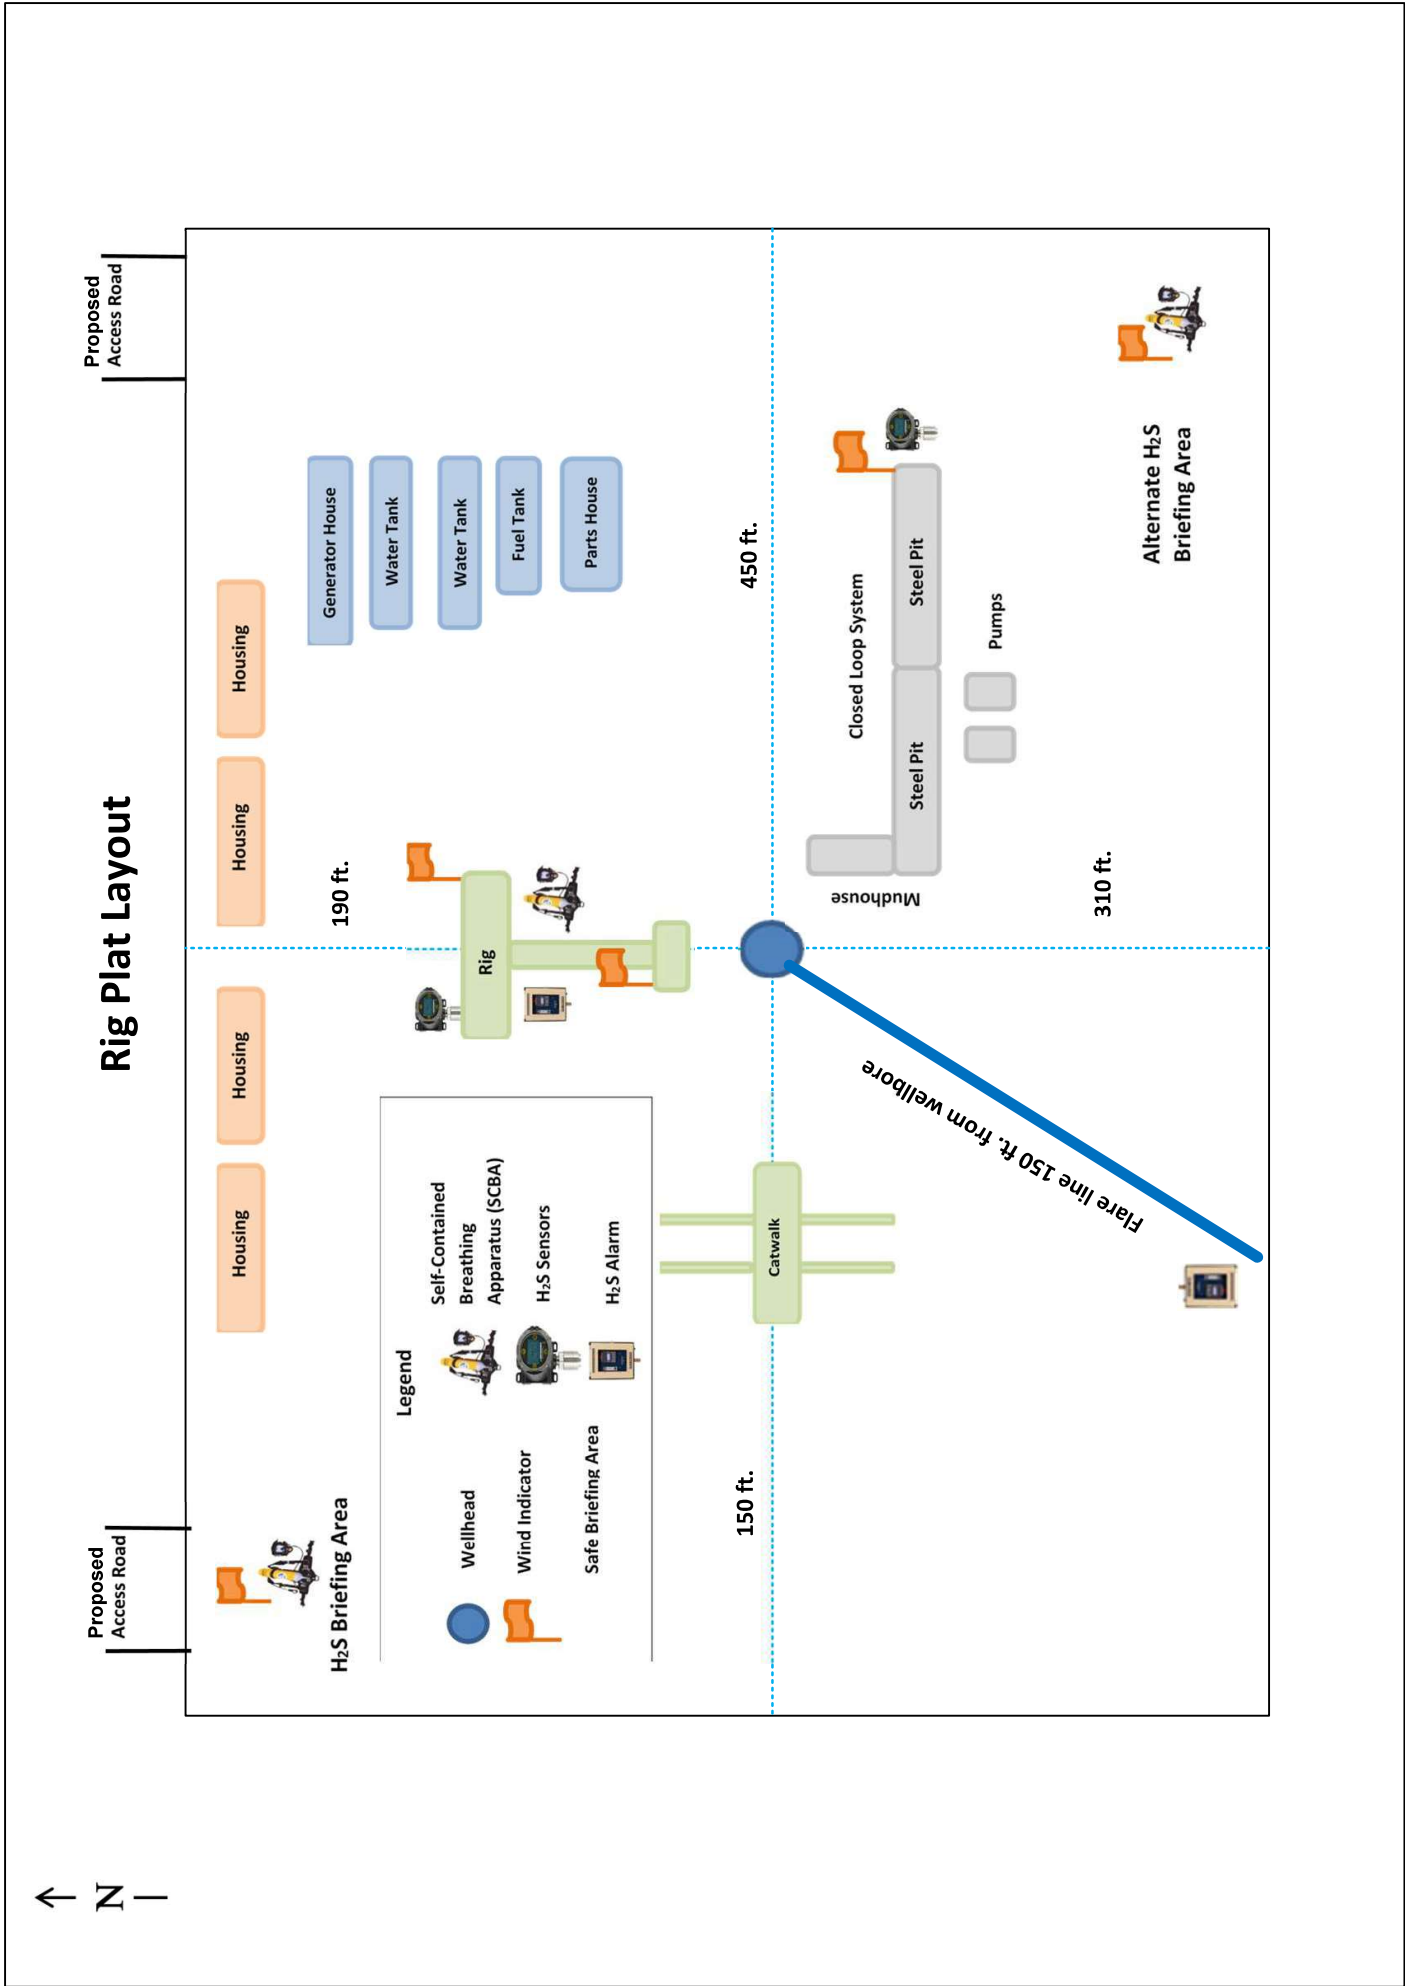 Rig Plat Layout
Proposed
Access Road
Proposed
Access Road
N
Housing
Housing
Housing
Housing
H₂S Briefing Area
190 ft.
Generator House
Water Tank
Water Tank
Fuel Tank
Parts House
Rig
Legend
Wellhead
Wind Indicator
Safe Briefing Area
Self-Contained
Breathing
Apparatus (SCBA)
H₂S Sensors
H₂S Alarm
150 ft.
450 ft.
Catwalk
Mudhouse
Closed Loop System
Steel Pit
Steel Pit
Pumps
310 ft.
Flare line 150 ft. from wellbore
Alternate H₂S
Briefing Area